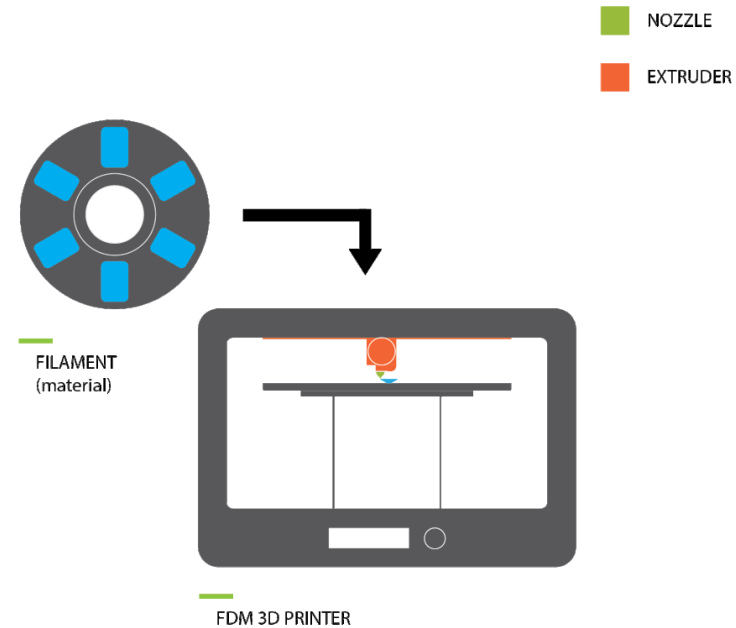 NOZZLE
EXTRUDER
FILAMENT
(material)
FDM 3D PRINTER